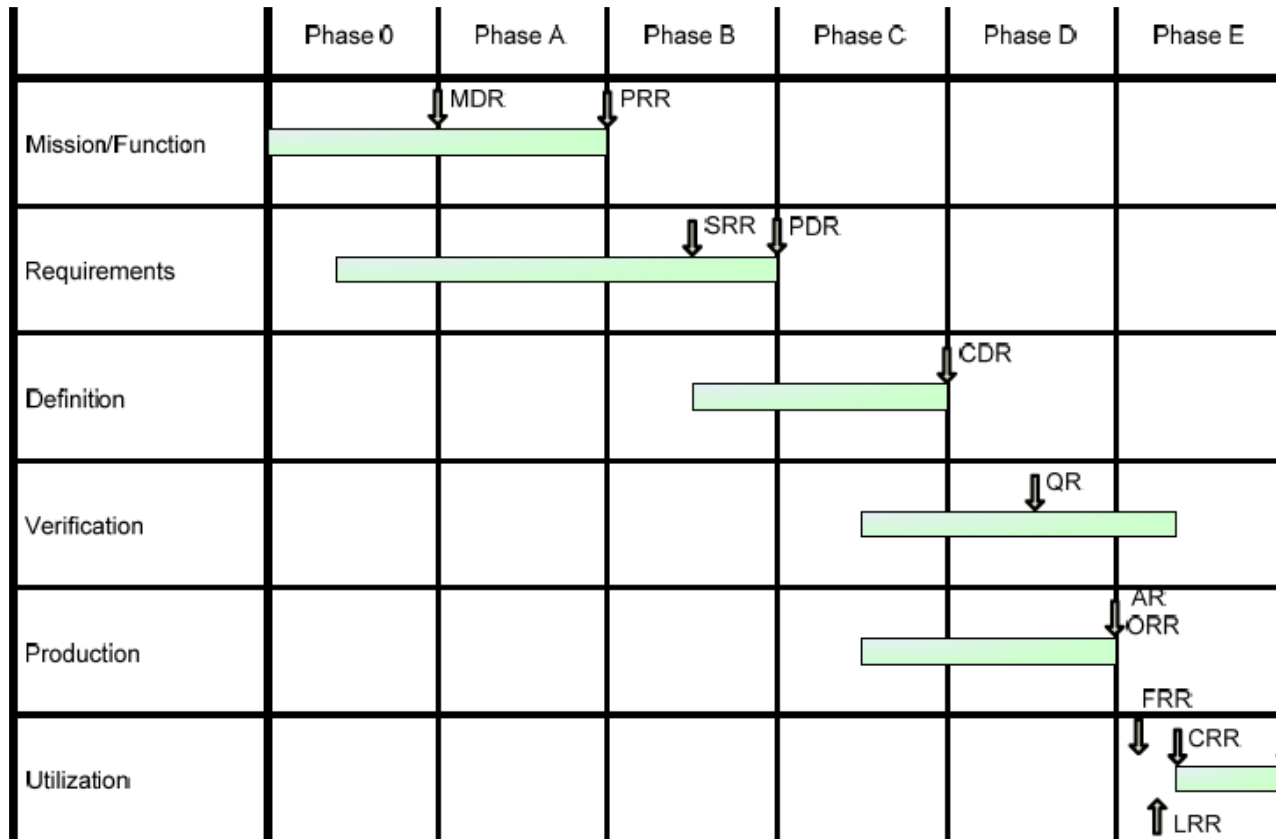 Phase 0 Phase A Phase B Phase C Phase D Phase E
MDR PRR
Mission/Function
SRR PDR
Requirements
CDR
Definition
QR
Verification
AR
ORR
Production
FRR
CRR
Utilization
LRR